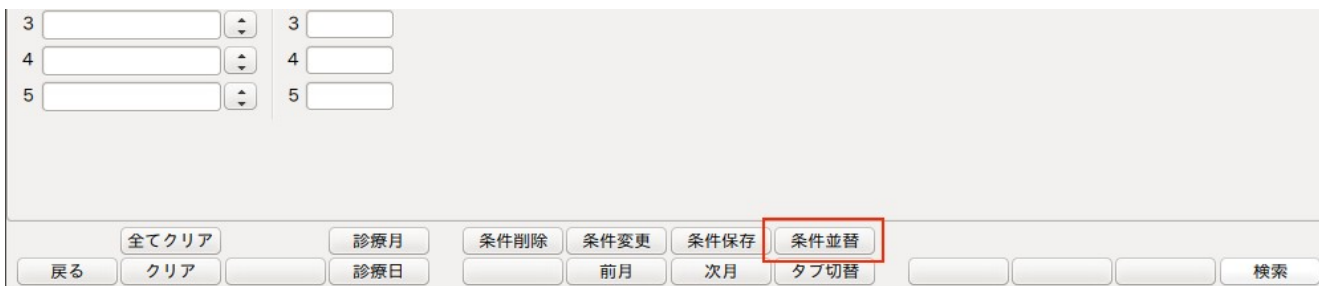 3 3
4 4
5 5
全てクリア 診療月 条件削除 条件変更 条件保存 条件並替
戻る クリア 診療日 前月 次月 タブ切替 検索